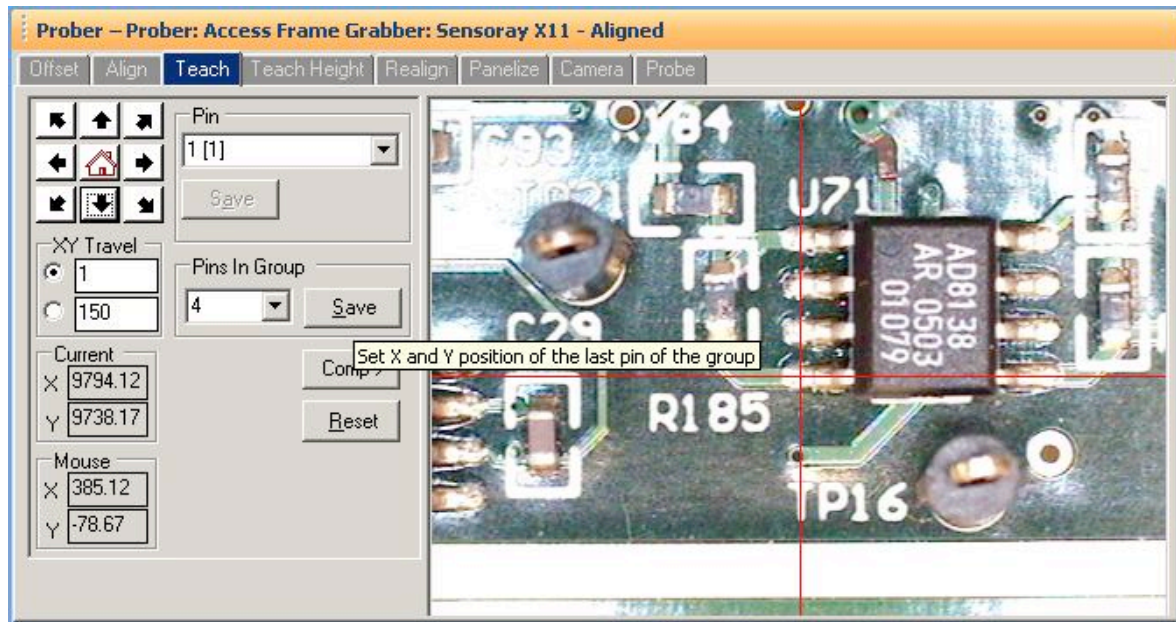 Prober – Prober: Access Frame Grabber: Sensoray X11 - Aligned
Offset Align Teach Teach Height Realign Panelize Camera Probe
Pin
1 [1]
Save
XY Travel
1
150
Pins In Group
4
Save
Set X and Y position of the last pin of the group
Current
X 9794.12
Y 9738.17
Reset
Mouse
X 385.12
Y -78.67
C93
U71
AD8138
AR 0503
01079
C29
R185
TP16